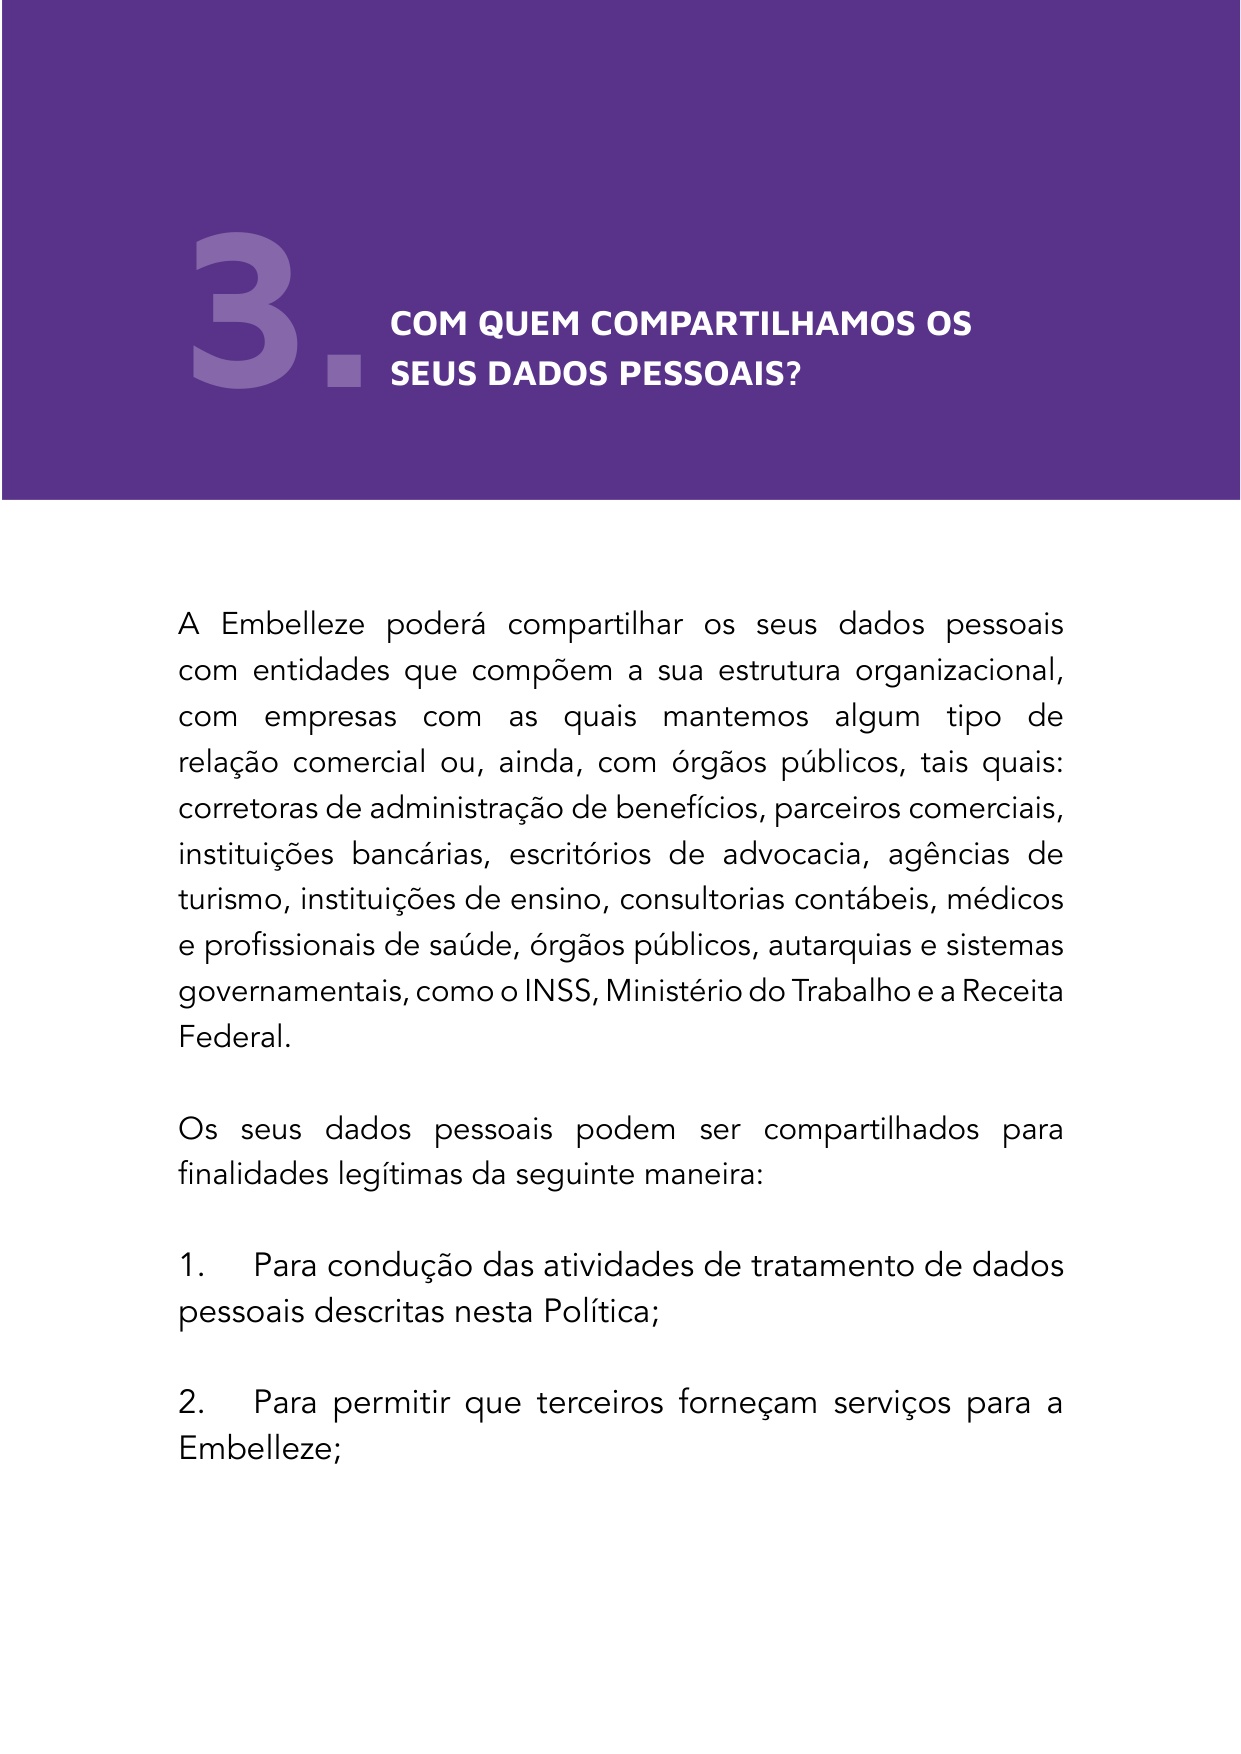 3.
COM QUEM COMPARTILHAMOS OS
SEUS DADOS PESSOAIS?
A Embelleze poderá compartilhar os seus dados pessoais
com entidades que compõem a sua estrutura organizacional,
com empresas com as quais mantemos algum tipo de
relação comercial ou, ainda, com órgãos públicos, tais quais:
corretoras de administração de benefícios, parceiros comerciais,
instituições bancárias, escritórios de advocacia, agências de
turismo, instituições de ensino, consultorias contábeis, médicos
e profissionais de saúde, órgãos públicos, autarquias e sistemas
governamentais, como o INSS, Ministério do Trabalho e a Receita
Federal.
Os seus dados pessoais podem ser compartilhados para
finalidades legítimas da seguinte maneira:
1. Para condução das atividades de tratamento de dados
pessoais descritas nesta Política;
2. Para permitir que terceiros forneçam serviços para a
Embelleze;